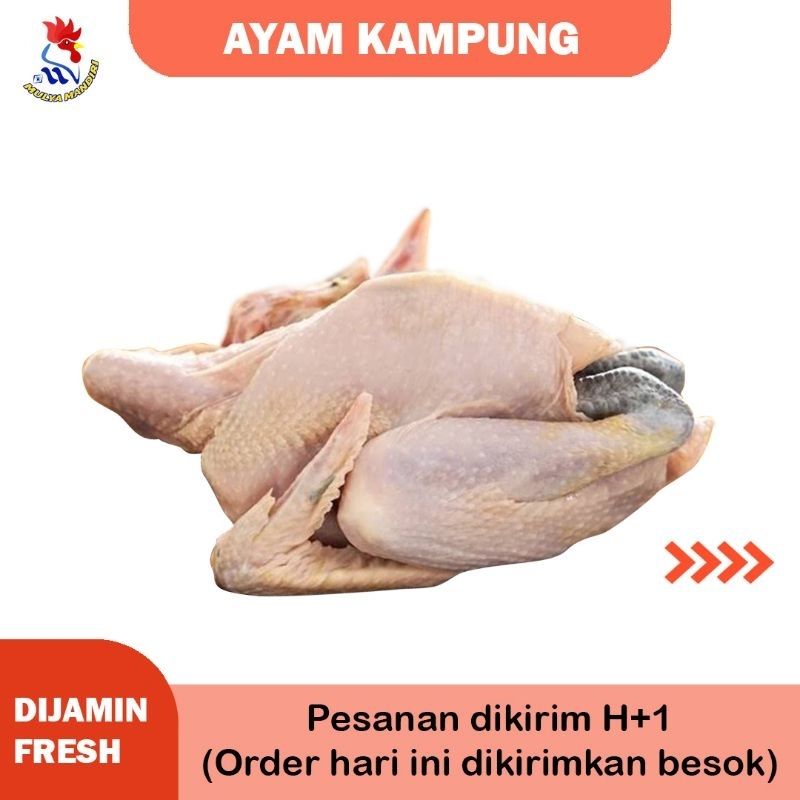 AYAM KAMPUNG
MULYA MANDIRI
DIJAMIN
FRESH
Pesanan dikirim H+1
(Order hari ini dikirimkan besok)